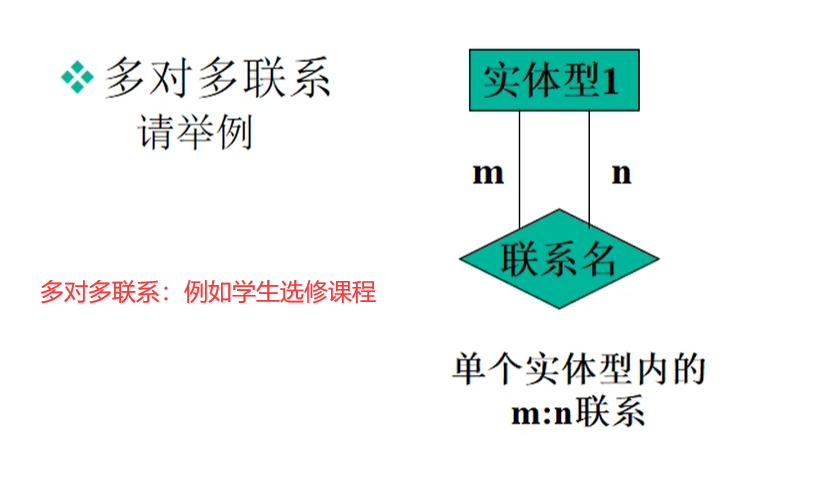 多对多联系
请举例
实体型1
m
n
联系名
多对多联系：例如学生选修课程
单个实体型内的
m:n联系